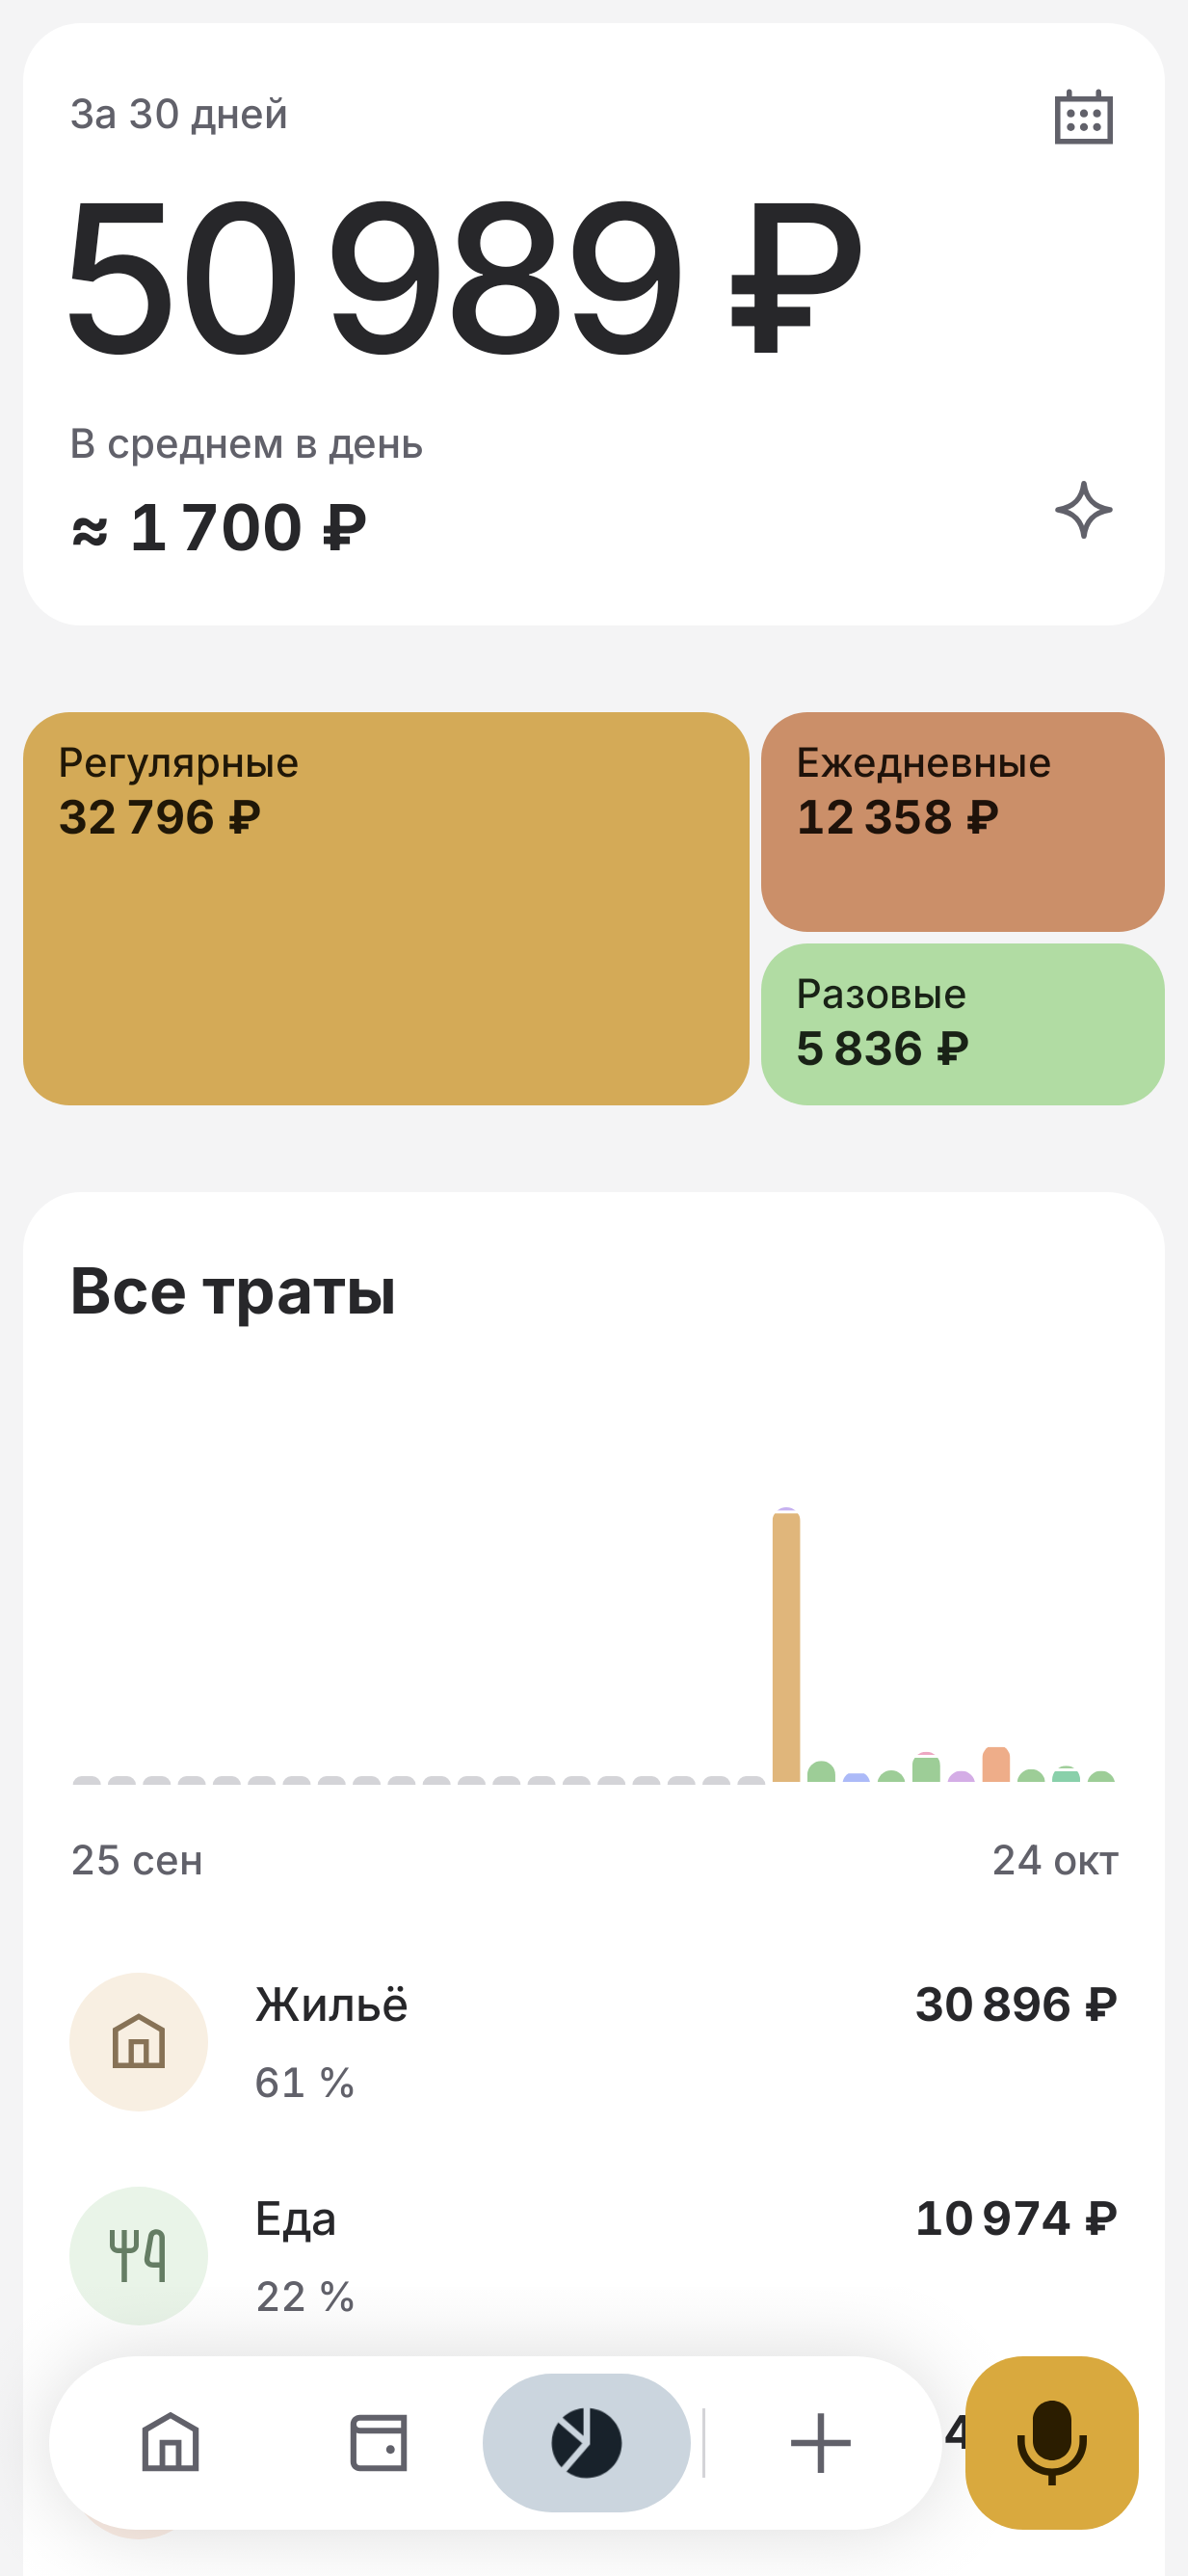 За 30 дней
50 989 ₽
В среднем в день
≈ 1 700 ₽
Регулярные
32 796 ₽
Ежедневные
12 358 ₽
Разовые
5 836 ₽
Все траты
25 сен
24 окт
Жильё
30 896 ₽
61 %
Еда
10 974 ₽
22 %